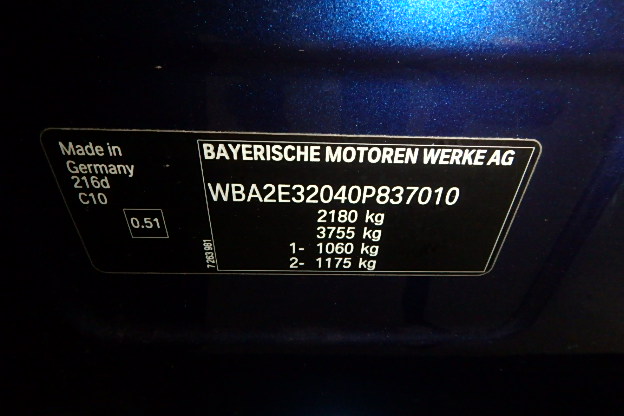 Made in
Germany
216d
C10
0.51
7 263 981
BAYERISCHE MOTOREN WERKE AG
WBA2E32040P837010
2180 kg
3755 kg
1- 1060 kg
2- 1175 kg